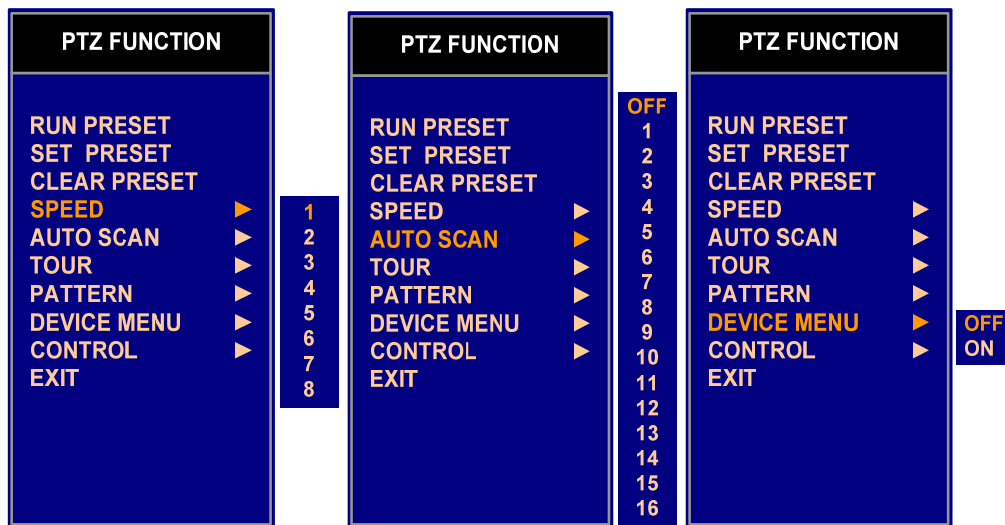 PTZ FUNCTION
RUN PRESET
SET PRESET
CLEAR PRESET
SPEED ►
AUTO SCAN ►
TOUR ►
PATTERN ►
DEVICE MENU ►
CONTROL ►
EXIT
1
2
3
4
5
6
7
8
PTZ FUNCTION
RUN PRESET
SET PRESET
CLEAR PRESET
SPEED ►
AUTO SCAN ►
TOUR ►
PATTERN ►
DEVICE MENU ►
CONTROL ►
EXIT
OFF
1
2
3
4
5
6
7
8
9
10
11
12
13
14
15
16
PTZ FUNCTION
RUN PRESET
SET PRESET
CLEAR PRESET
SPEED ►
AUTO SCAN ►
TOUR ►
PATTERN ►
DEVICE MENU ►
CONTROL ►
EXIT
OFF
ON